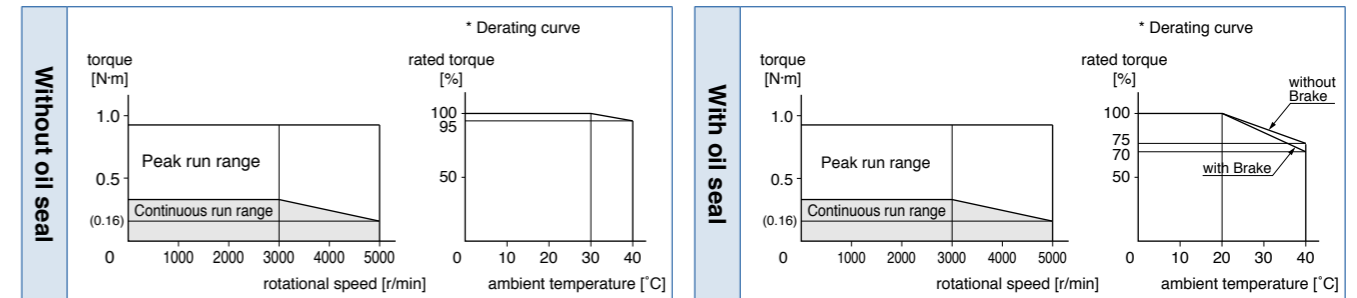 Without oil seal
* Derating curve
torque
[N·m]
1.0
0.5
(0.16)
0
Peak run range
Continuous run range
1000 2000 3000 4000 5000
rotational speed [r/min]
rated torque
[%]
100
95
50
0 10 20 30 40
ambient temperature [˚C]
With oil seal
* Derating curve
torque
[N·m]
1.0
0.5
(0.16)
0
Peak run range
Continuous run range
1000 2000 3000 4000 5000
rotational speed [r/min]
rated torque
[%]
without
Brake
100
75
70
50
with Brake
0 10 20 30 40
ambient temperature [˚C]